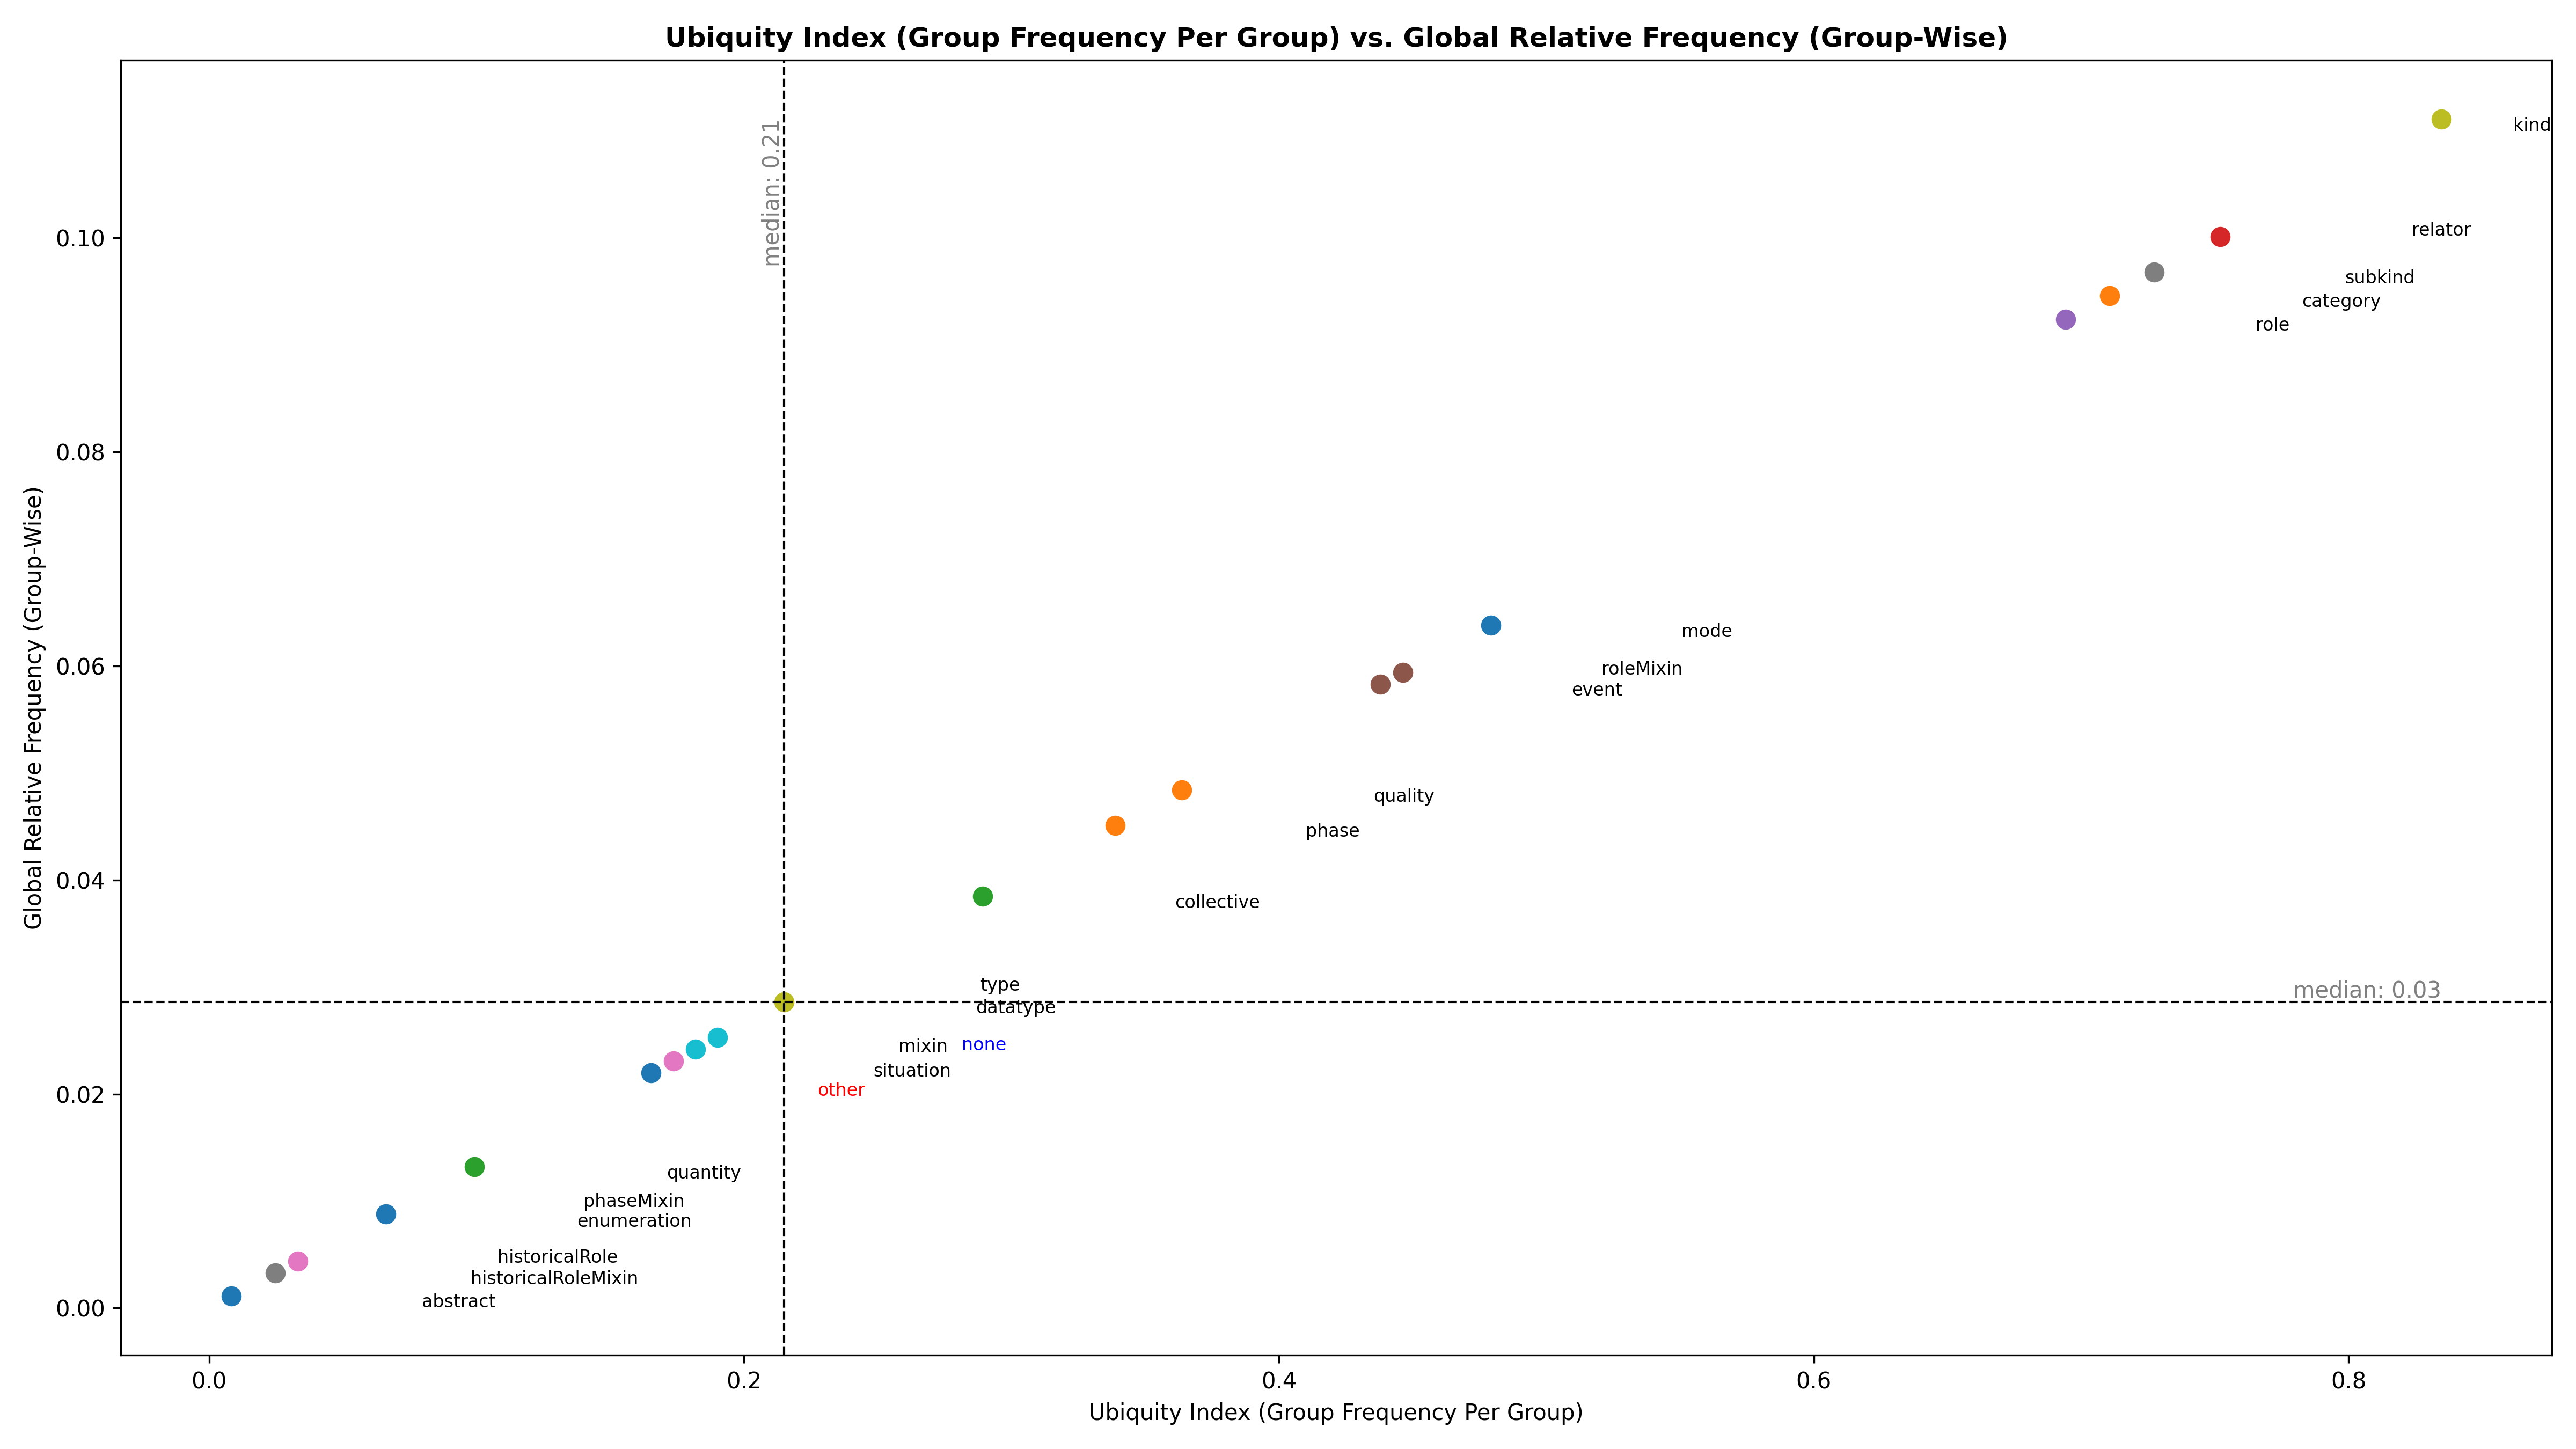 Ubiquity Index (Group Frequency Per Group) vs. Global Relative Frequency (Group-Wise)
median: 0.21
kind
relator
subkind
category
role
mode
roleMixin
event
quality
phase
collective
type
median: 0.03
datatype
mixin
none
situation
other
quantity
phaseMixin
enumeration
historicalRole
historicalRoleMixin
abstract
Global Relative Frequency (Group-Wise)
0.10
0.08
0.06
0.04
0.02
0.00
0.0 0.2 0.4 0.6 0.8
Ubiquity Index (Group Frequency Per Group)